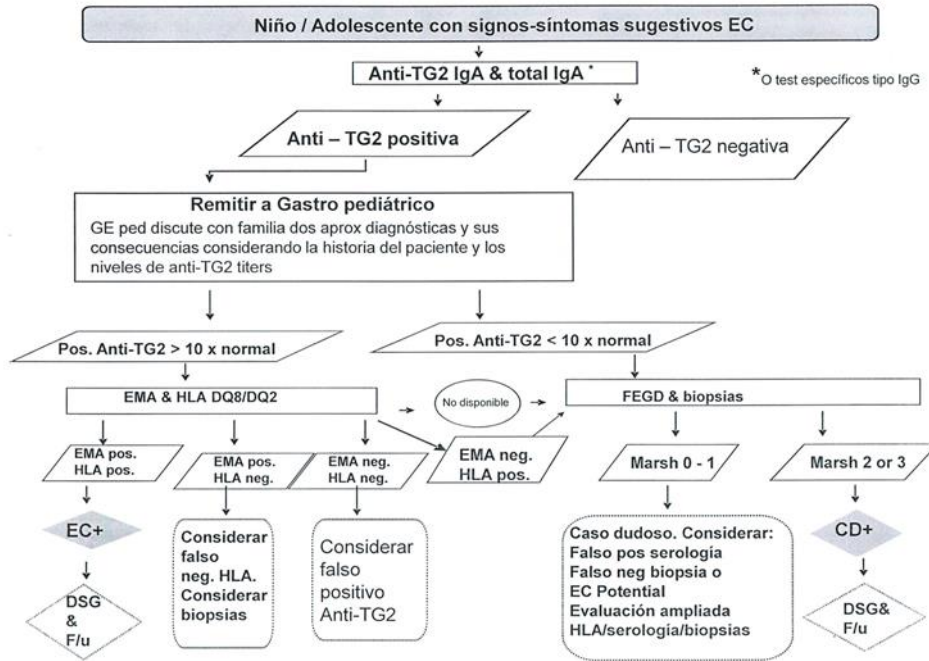 Niño / Adolescente con signos-síntomas sugestivos EC
Anti-TG2 IgA & total IgA *
*O test específicos tipo IgG
Anti – TG2 positiva
Anti – TG2 negativa
Remitir a Gastro pediátrico
GE ped discute con familia dos aprox diagnósticas y sus
consecuencias considerando la historia del paciente y los
niveles de anti-TG2 titers
Pos. Anti-TG2 > 10 x normal
Pos. Anti-TG2 < 10 x normal
EMA & HLA DQ8/DQ2
No disponible
FEGD & biopsias
EMA pos.
HLA pos.
EMA pos.
HLA neg.
EMA neg.
HLA neg.
EMA neg.
HLA pos.
Marsh 0 - 1
Marsh 2 or 3
EC+
Considerar
falso
neg. HLA.
Considerar
biopsias
Considerar
falso
positivo
Anti-TG2
Caso dudoso. Considerar:
Falso pos serología
Falso neg biopsia o
EC Potential
Evaluación ampliada
HLA/serología/biopsias
CD+
DSG
&
F/u
DSG&
F/u